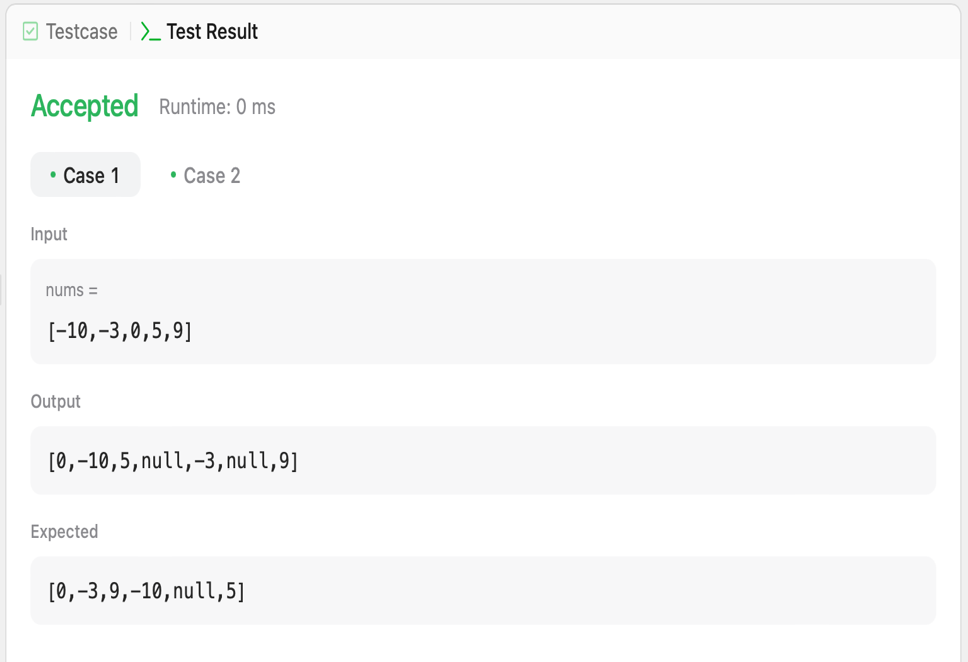 Testcase Test Result
Accepted Runtime: 0 ms
Case 1 Case 2
Input
nums =
[-10,-3,0,5,9]
Output
[0,-10,5,null,-3,null,9]
Expected
[0,-3,9,-10,null,5]